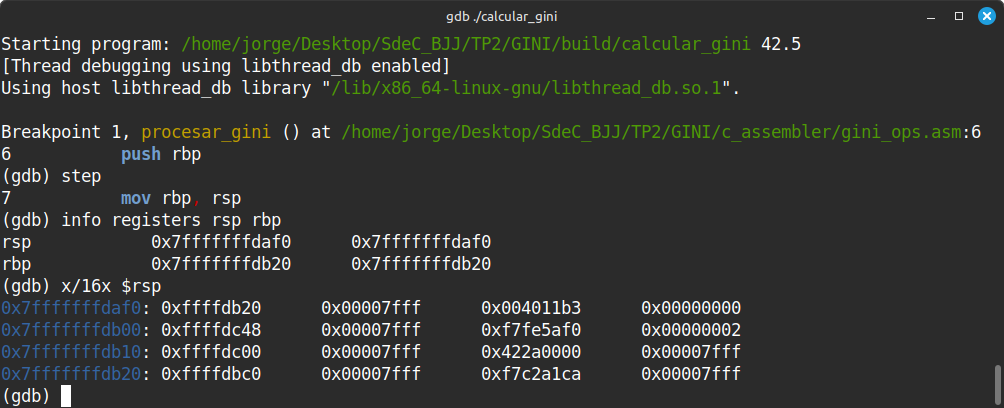 gdb ./calcular_gini
Starting program: /home/jorge/Desktop/SdeC_BJJ/TP2/GINI/build/calcular_gini 42.5
[Thread debugging using libthread_db enabled]
Using host libthread_db library "/lib/x86_64-linux-gnu/libthread_db.so.1".
Breakpoint 1, procesar_gini () at /home/jorge/Desktop/SdeC_BJJ/TP2/GINI/c_assembler/gini_ops.asm:6
6 push rbp
(gdb) step
7 mov rbp, rsp
(gdb) info registers rsp rbp
rsp 0x7fffffffdaf0 0x7fffffffdaf0
rbp 0x7fffffffdb20 0x7fffffffdb20
(gdb) x/16x $rsp
0x7fffffffdaf0: 0xffffdb20 0x00007fff 0x004011b3 0x00000000
0x7fffffffdb00: 0xffffdc48 0x00007fff 0xf7fe5af0 0x00000002
0x7fffffffdb10: 0xffffdc00 0x00007fff 0x422a0000 0x00007fff
0x7fffffffdb20: 0xffffdbc0 0x00007fff 0xf7c2a1ca 0x00007fff
(gdb)